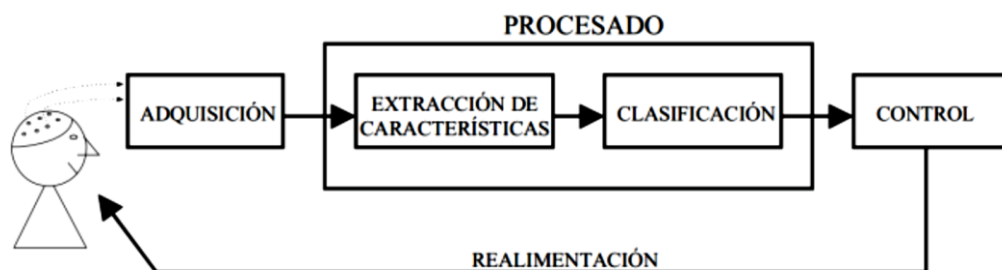 PROCESADO
ADQUISICIÓN
EXTRACCIÓN DE
CARACTERÍSTICAS
CLASIFICACIÓN
CONTROL
REALIMENTACIÓN